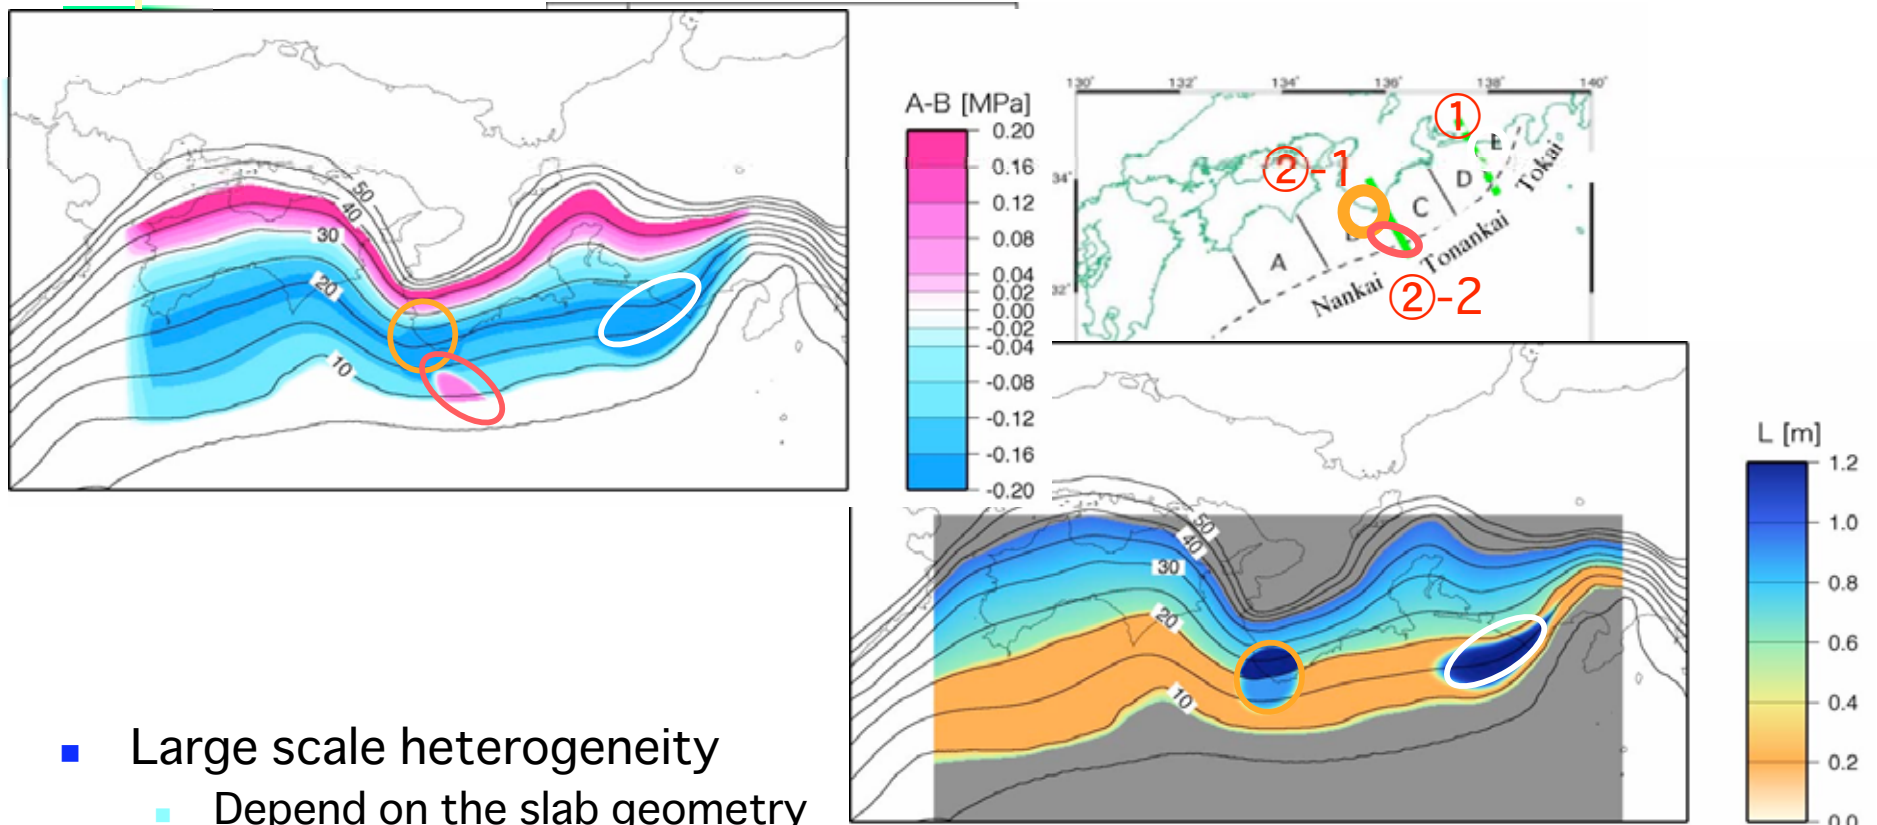 50
40
30
20
10
A-B [MPa]
0.20
0.16
0.12
0.08
0.04
0.02
0.00
-0.02
-0.04
-0.08
-0.12
-0.16
-0.20
130° 132° 134° 136° 138° 140°
34°
32°
①
②-1
②-2
A
C
D
E
Nankai
Tonankai
Tokai
50
40
30
20
10
L [m]
1.2
1.0
0.8
0.6
0.4
0.2
0.0
Large scale heterogeneity
Depend on the slab geometry